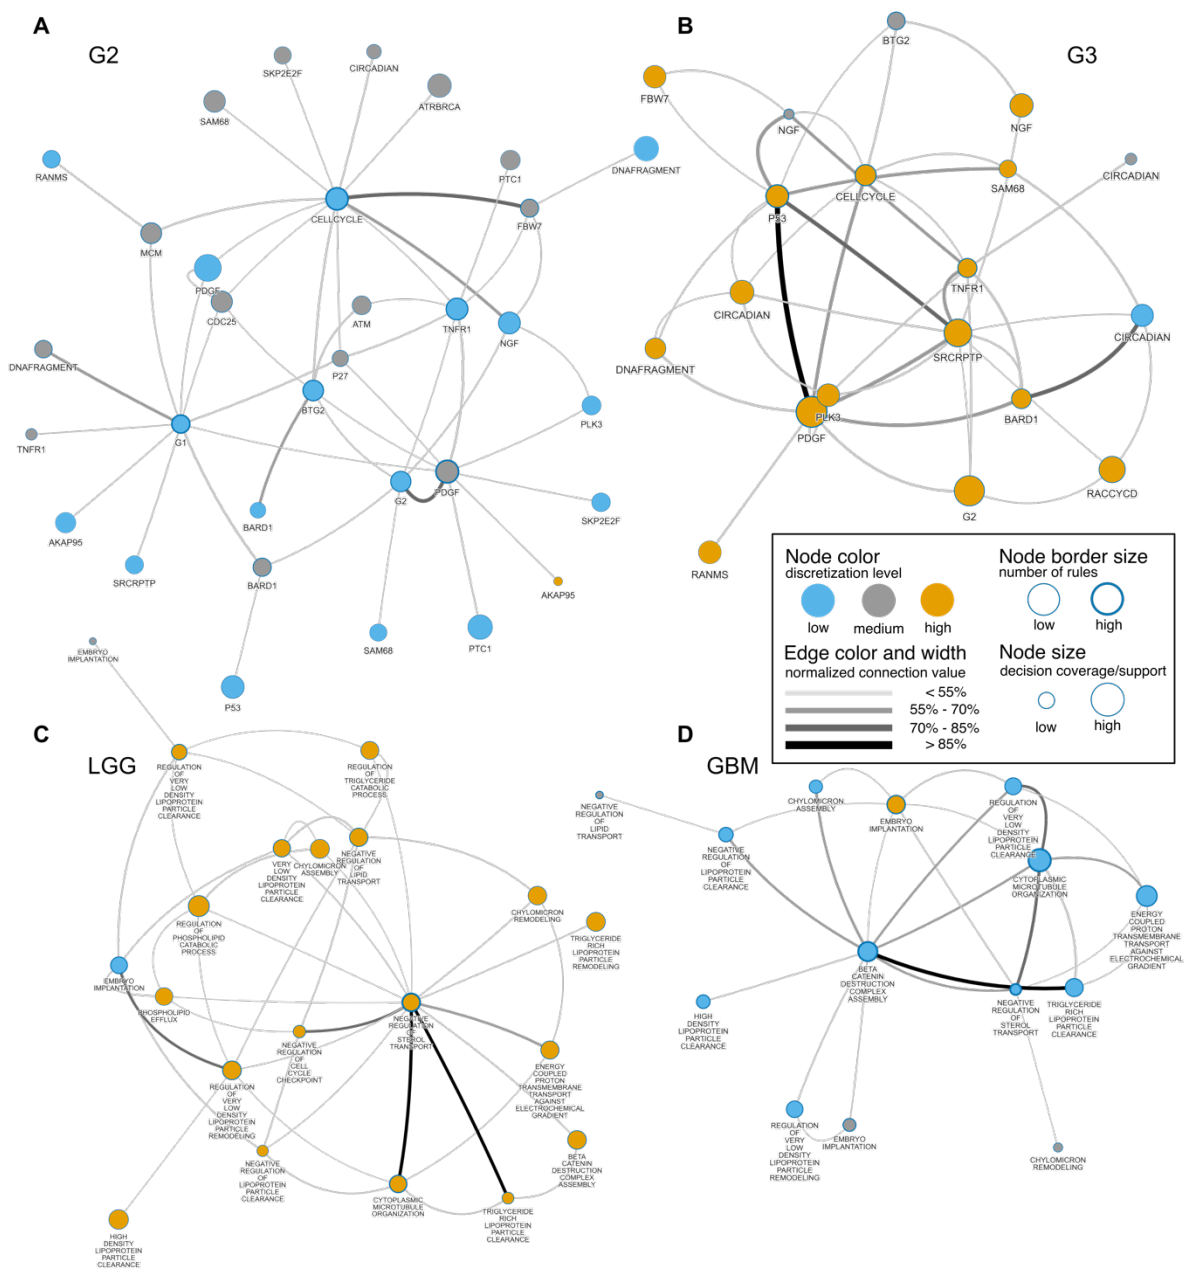 A
G2
SKP2E2F
CIRCADIAN
ATRBRCA
SAM68
RANMS
PTC1
DNAFRAGMENT
CELLCYCLE
FBW7
MCM
PDGF
CDC25
ATM
TNFR1
NGF
DNAFRAGMENT
P27
BTG2
PLK3
G1
TNFR1
G2
PDGF
SKP2E2F
BARD1
AKAP95
SRCRPTP
BARD1
AKAP95
SAM68
PTC1
P53
B
G3
BTG2
FBW7
NGF
NGF
CIRCADIAN
SAM68
P53
CELLCYCLE
TNFR1
CIRCADIAN
CIRCADIAN
SRCRPTP
DNAFRAGMENT
PLK3
BARD1
PDGF
RACCYCD
G2
RANMS
Node color
discretization level
low
medium
high
Node border size
number of rules
low
high
Edge color and width
normalized connection value
< 55%
55% - 70%
70% - 85%
> 85%
Node size
decision coverage/support
low
high
C
LGG
EMBRYO
IMPLANTATION
REGULATION
OF
VERY
LOW
DENSITY
LIPOPROTEIN
PARTICLE
CLEARANCE
REGULATION
OF
TRIGLYCERIDE
CATABOLIC
PROCESS
VERY
LOW
DENSITY
LIPOPROTEIN
PARTICLE
CLEARANCE
CHYLOMICRON
ASSEMBLY
NEGATIVE
REGULATION
OF
LIPID
TRANSPORT
CHYLOMICRON
REMODELING
REGULATION
OF
PHOSPHOLIPID
CATABOLIC
PROCESS
TRIGLYCERIDE
RICH
LIPOPROTEIN
PARTICLE
REMODELING
EMBRYO
IMPLANTATION
PHOSPHOLIPID
EFFLUX
NEGATIVE
REGULATION
OF
STEROL
TRANSPORT
NEGATIVE
REGULATION
OF
CELL
CYCLE
CHECKPOINT
ENERGY
COUPLED
PROTON
TRANSMEMBRANE
TRANSPORT
AGAINST
ELECTROCHEMICAL
GRADIENT
REGULATION
OF
VERY
LOW
DENSITY
LIPOPROTEIN
PARTICLE
REMODELING
NEGATIVE
REGULATION
OF
LIPOPROTEIN
PARTICLE
CLEARANCE
BETA
CATENIN
DESTRUCTION
COMPLEX
ASSEMBLY
CYTOPLASMIC
MICROTUBULE
ORGANIZATION
TRIGLYCERIDE
RICH
LIPOPROTEIN
PARTICLE
CLEARANCE
HIGH
DENSITY
LIPOPROTEIN
PARTICLE
CLEARANCE
D
GBM
NEGATIVE
REGULATION
OF
LIPID
TRANSPORT
CHYLOMICRON
ASSEMBLY
EMBRYO
IMPLANTATION
REGULATION
OF
VERY
LOW
DENSITY
LIPOPROTEIN
PARTICLE
CLEARANCE
NEGATIVE
REGULATION
OF
LIPOPROTEIN
PARTICLE
CLEARANCE
CYTOPLASMIC
MICROTUBULE
ORGANIZATION
ENERGY
COUPLED
PROTON
TRANSMEMBRANE
TRANSPORT
AGAINST
ELECTROCHEMICAL
GRADIENT
BETA
CATENIN
DESTRUCTION
COMPLEX
ASSEMBLY
NEGATIVE
REGULATION
OF
STEROL
TRANSPORT
TRIGLYCERIDE
RICH
LIPOPROTEIN
PARTICLE
CLEARANCE
HIGH
DENSITY
LIPOPROTEIN
PARTICLE
CLEARANCE
REGULATION
OF
VERY
LOW
DENSITY
LIPOPROTEIN
PARTICLE
REMODELING
EMBRYO
IMPLANTATION
CHYLOMICRON
REMODELING